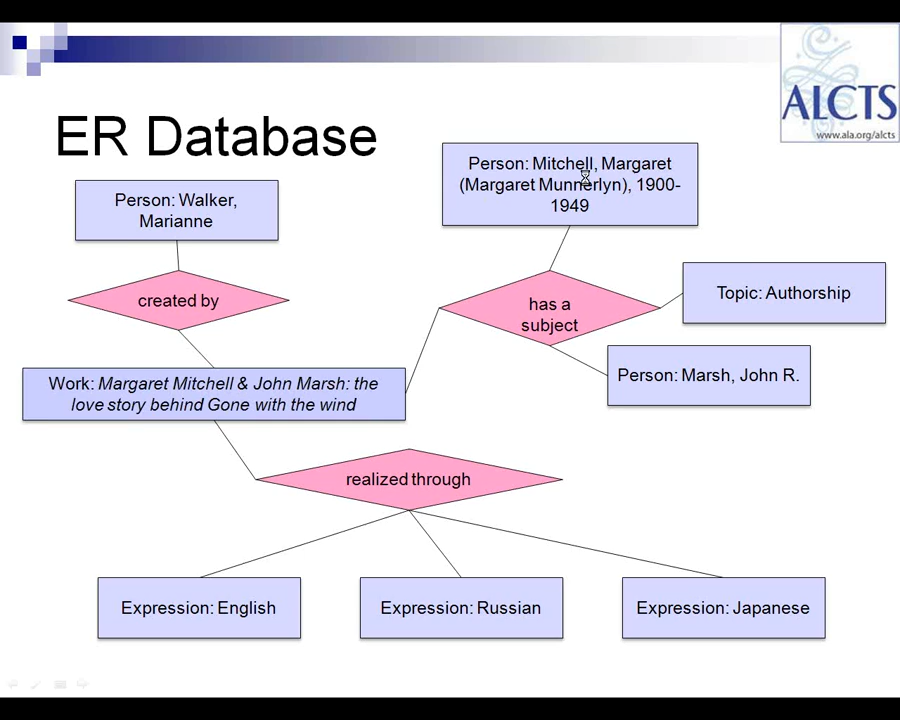 ALCTS
www.ala.org/alcts
ER Database
Person: Mitchell, Margaret
(Margaret Munnerlyn), 1900-
1949
Person: Walker,
Marianne
created by
has a
subject
Topic: Authorship
Person: Marsh, John R.
Work: Margaret Mitchell & John Marsh: the
love story behind Gone with the wind
realized through
Expression: English
Expression: Russian
Expression: Japanese